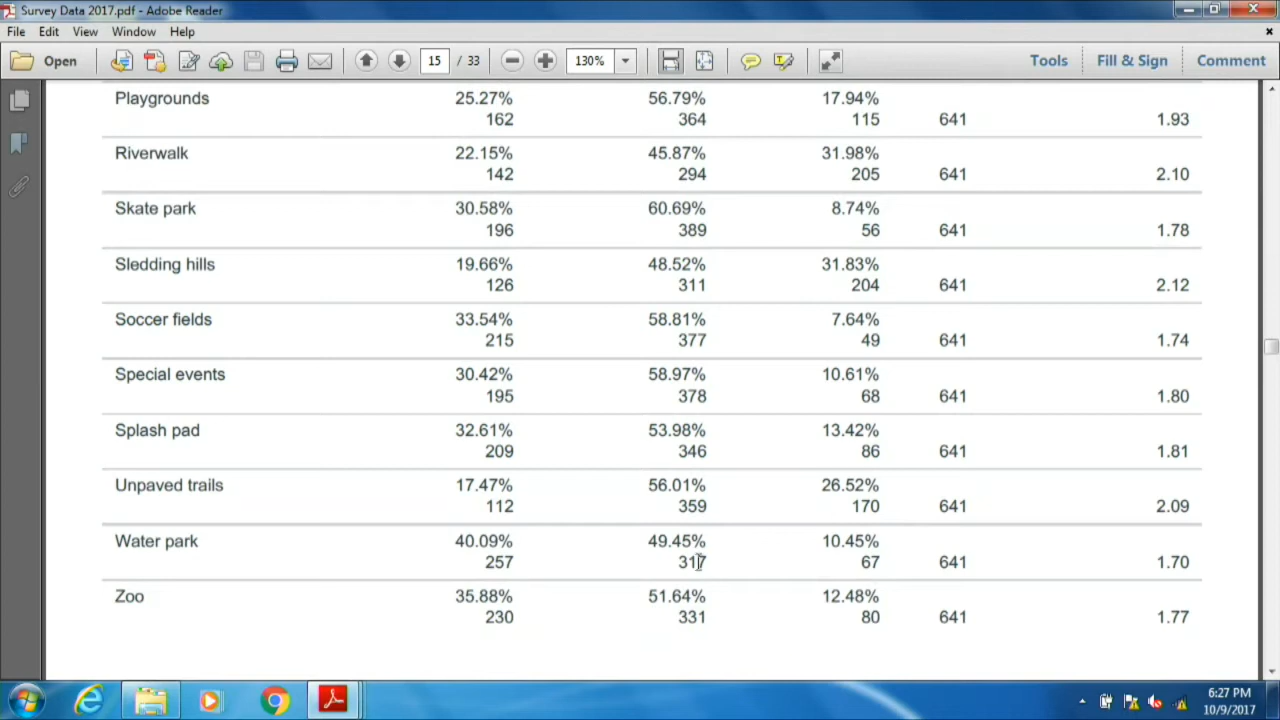 Survey Data 2017.pdf - Adobe Reader
File Edit View Window Help
Open 15 / 33 130% Tools Fill & Sign Comment
Playgrounds 25.27% 56.79% 17.94%
162 364 115 641 1.93
Riverwalk 22.15% 45.87% 31.98%
142 294 205 641 2.10
Skate park 30.58% 60.69% 8.74%
196 389 56 641 1.78
Sledding hills 19.66% 48.52% 31.83%
126 311 204 641 2.12
Soccer fields 33.54% 58.81% 7.64%
215 377 49 641 1.74
Special events 30.42% 58.97% 10.61%
195 378 68 641 1.80
Splash pad 32.61% 53.98% 13.42%
209 346 86 641 1.81
Unpaved trails 17.47% 56.01% 26.52%
112 359 170 641 2.09
Water park 40.09% 49.45% 10.45%
257 317 67 641 1.70
Zoo 35.88% 51.64% 12.48%
230 331 80 641 1.77
6:27 PM
10/9/2017